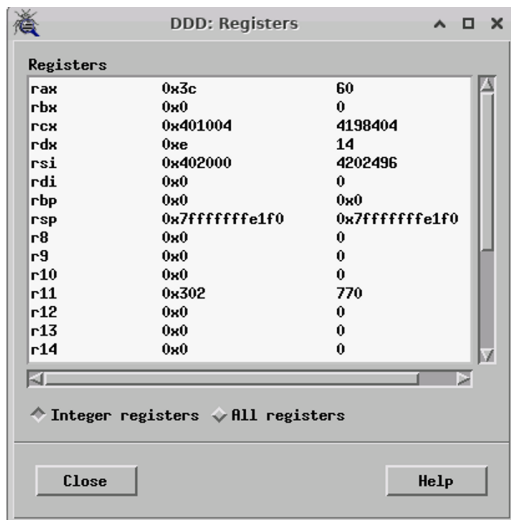 DDD: Registers
Registers
rax 0x3c 60
rbx 0x0 0
rcx 0x401004 4198404
rdx 0xe 14
rsi 0x402000 4202496
rdi 0x0 0
rbp 0x0 0x0
rsp 0x7fffffffe1f0 0x7fffffffe1f0
r8 0x0 0
r9 0x0 0
r10 0x0 0
r11 0x302 770
r12 0x0 0
r13 0x0 0
r14 0x0 0
Integer registers All registers
Close Help